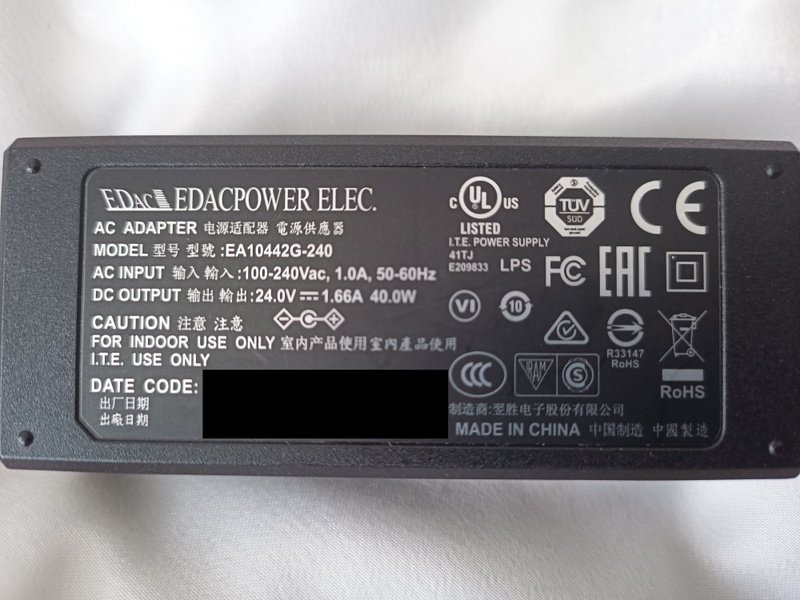 EDAC EDACPOWER ELEC.
AC ADAPTER 电源适配器 電源供應器
MODEL 型号 型號 :EA10442G-240
AC INPUT 输入 輸入 :100-240Vac, 1.0A, 50-60Hz
DC OUTPUT 输出 輸出 :24.0V 1.66A 40.0W
CAUTION 注意 注意
FOR INDOOR USE ONLY 室内产品使用 室內產品使用
I.T.E. USE ONLY
DATE CODE:
出厂日期
出廠日期
C UL US
LISTED
I.T.E. POWER SUPPLY
41TJ
E209833 LPS
TÜV
SÜD
CE
FC
EAC
VI
10
R33147
RoHS
CCC
S
RoHS
制造商:翌胜电子股份有限公司
MADE IN CHINA 中国制造 中國製造